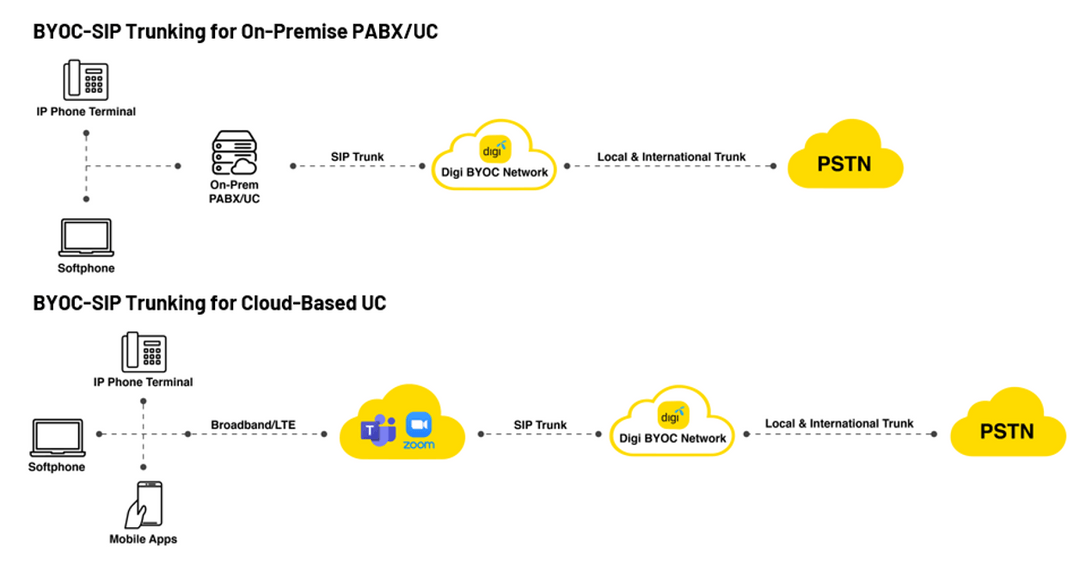 BYOC-SIP Trunking for On-Premise PABX/UC
IP Phone Terminal
On-Prem
PABX/UC
SIP Trunk
digi
Digi BYOC Network
Local & International Trunk
PSTN
Softphone
BYOC-SIP Trunking for Cloud-Based UC
IP Phone Terminal
Softphone
Mobile Apps
Broadband/LTE
T
zoom
SIP Trunk
digi
Digi BYOC Network
Local & International Trunk
PSTN